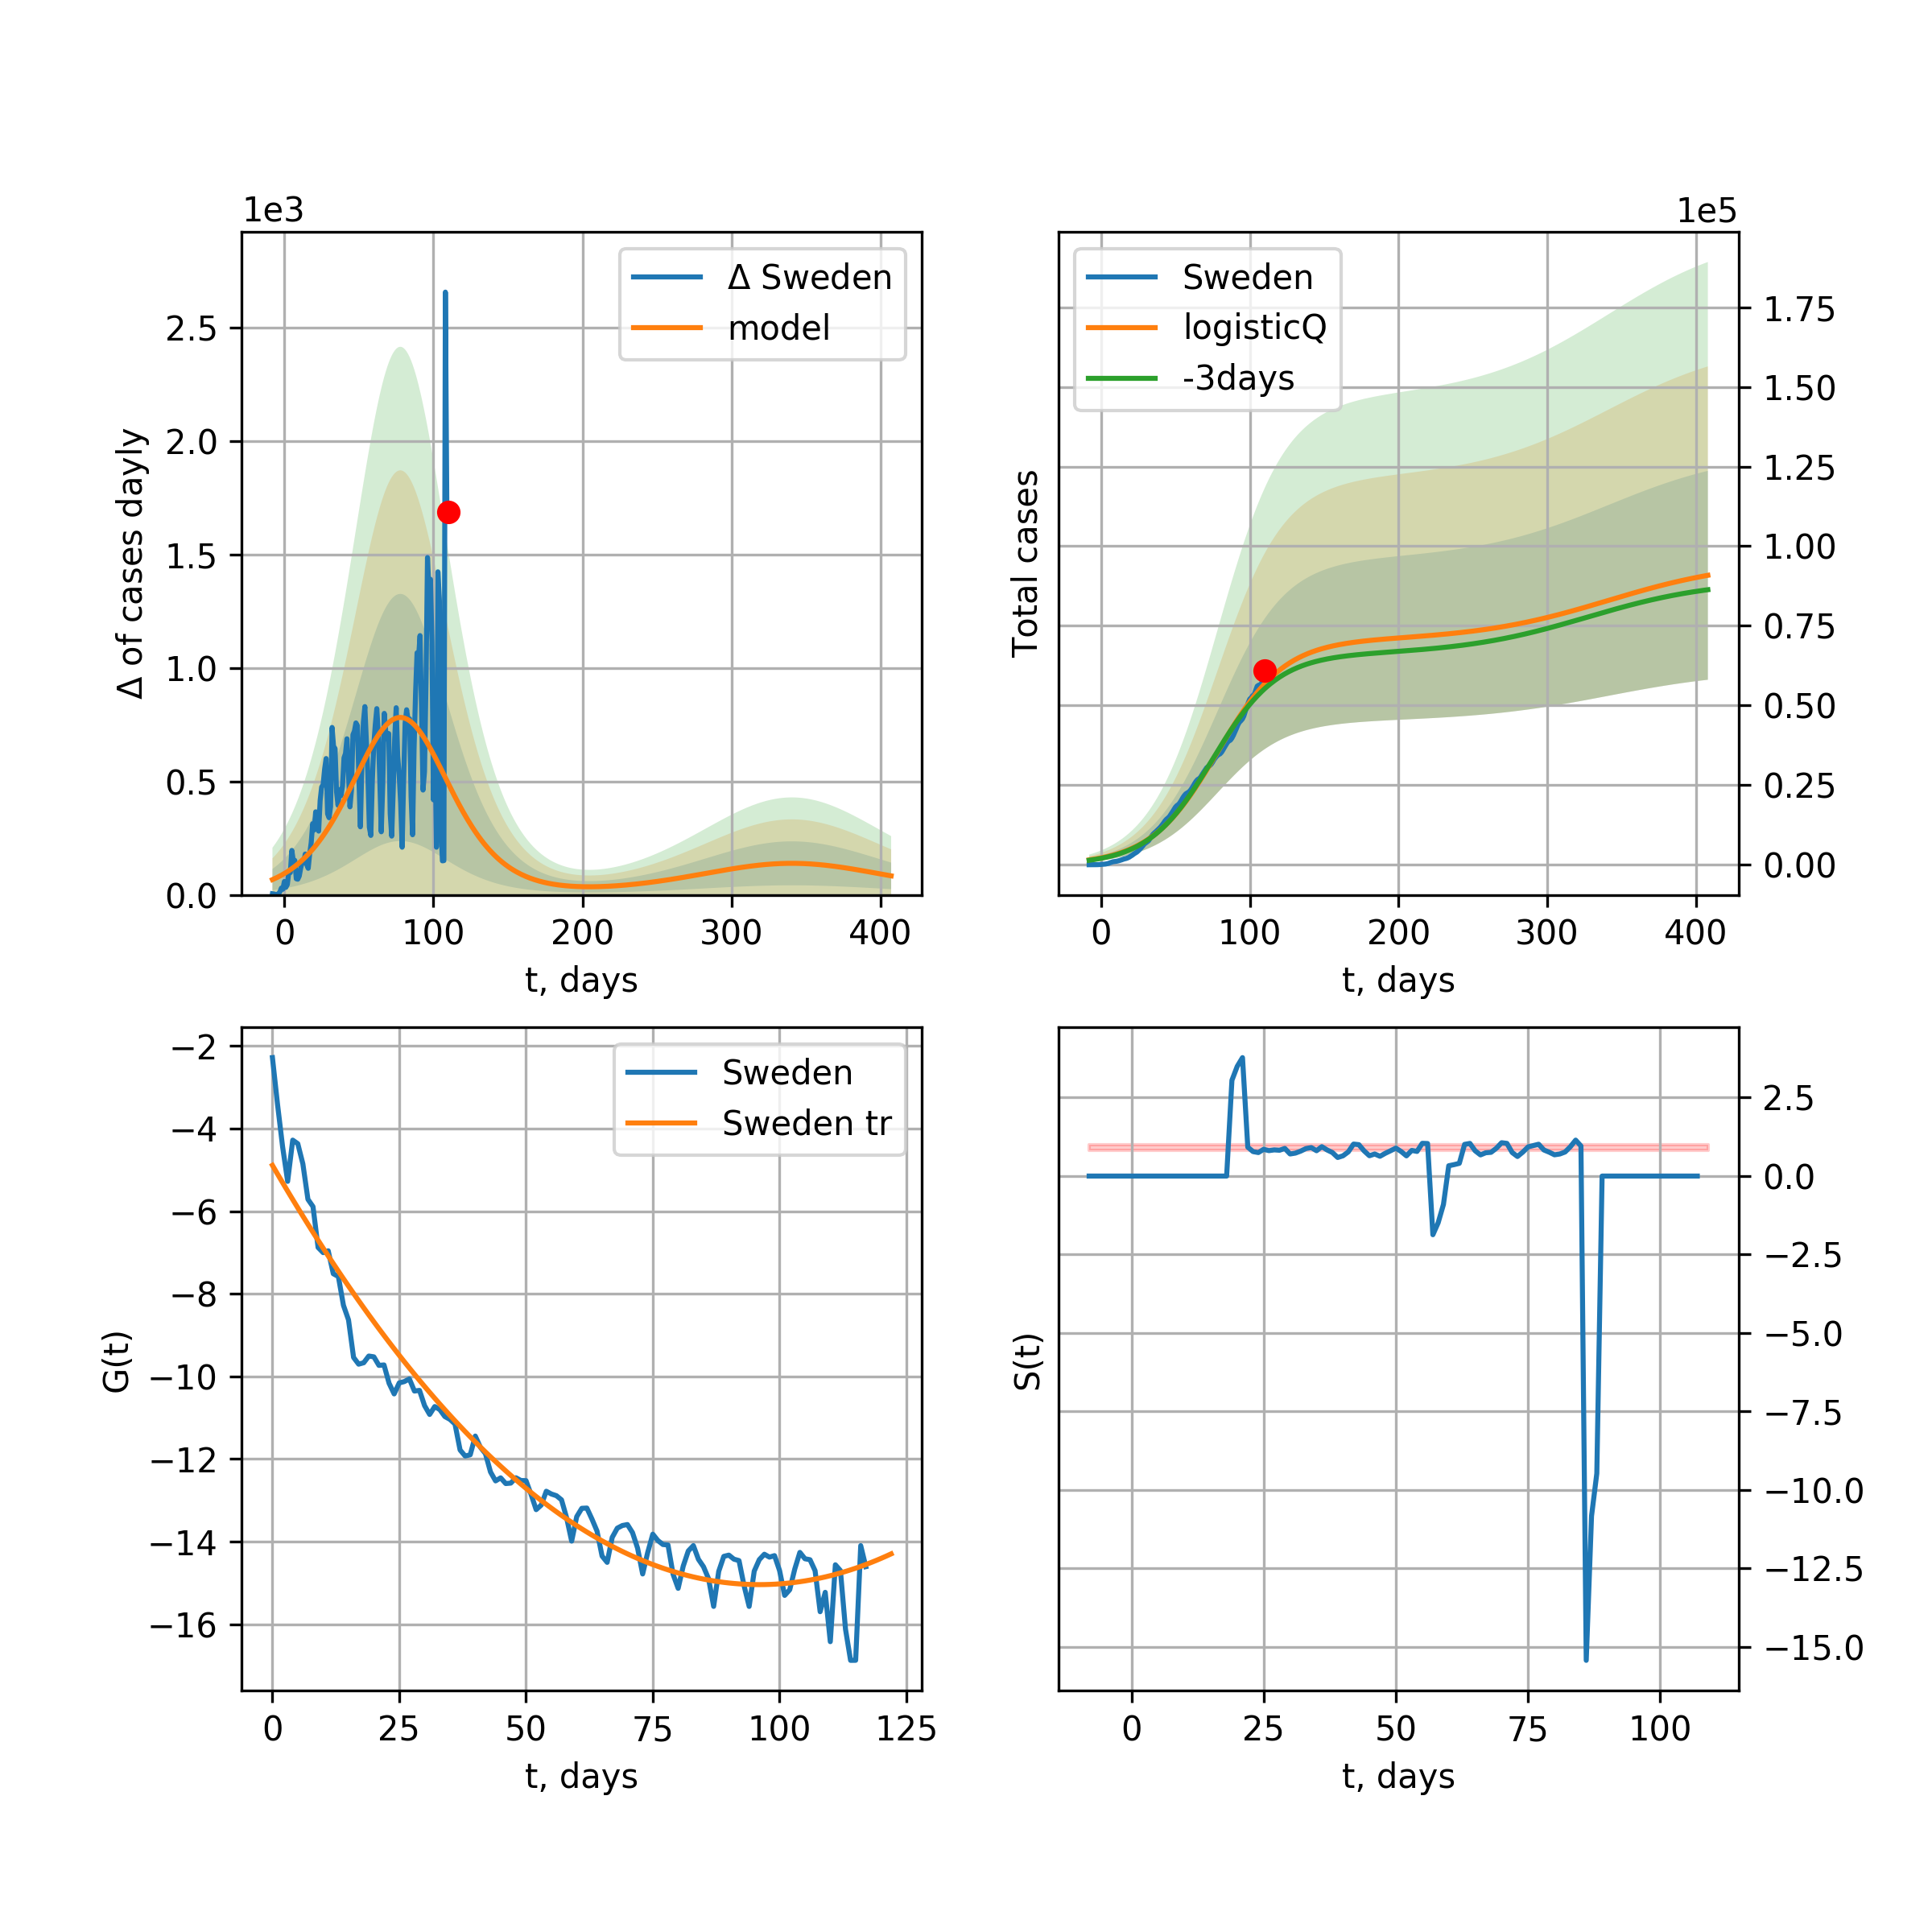 1e3
Δ of cases dayly
2.5
2.0
1.5
1.0
0.5
0.0
Δ Sweden
model
0 100 200 300 400
t, days
1e5
Total cases
Sweden
logisticQ
-3days
1.75
1.50
1.25
1.00
0.75
0.50
0.25
0.00
0 100 200 300 400
t, days
G(t)
−2
−4
−6
−8
−10
−12
−14
−16
Sweden
Sweden tr
0 25 50 75 100 125
t, days
S(t)
2.5
0.0
−2.5
−5.0
−7.5
−10.0
−12.5
−15.0
0 25 50 75 100
t, days